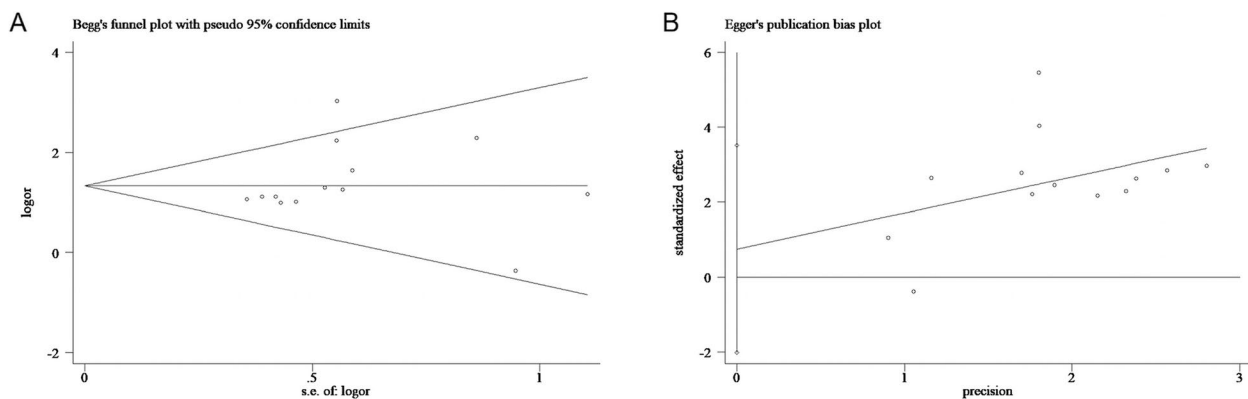 A
Begg's funnel plot with pseudo 95% confidence limits
4
2
0
-2
logor
0
.5
1
s.e. of: logor
B
Egger's publication bias plot
6
4
2
0
-2
standardized effect
0
1
2
3
precision